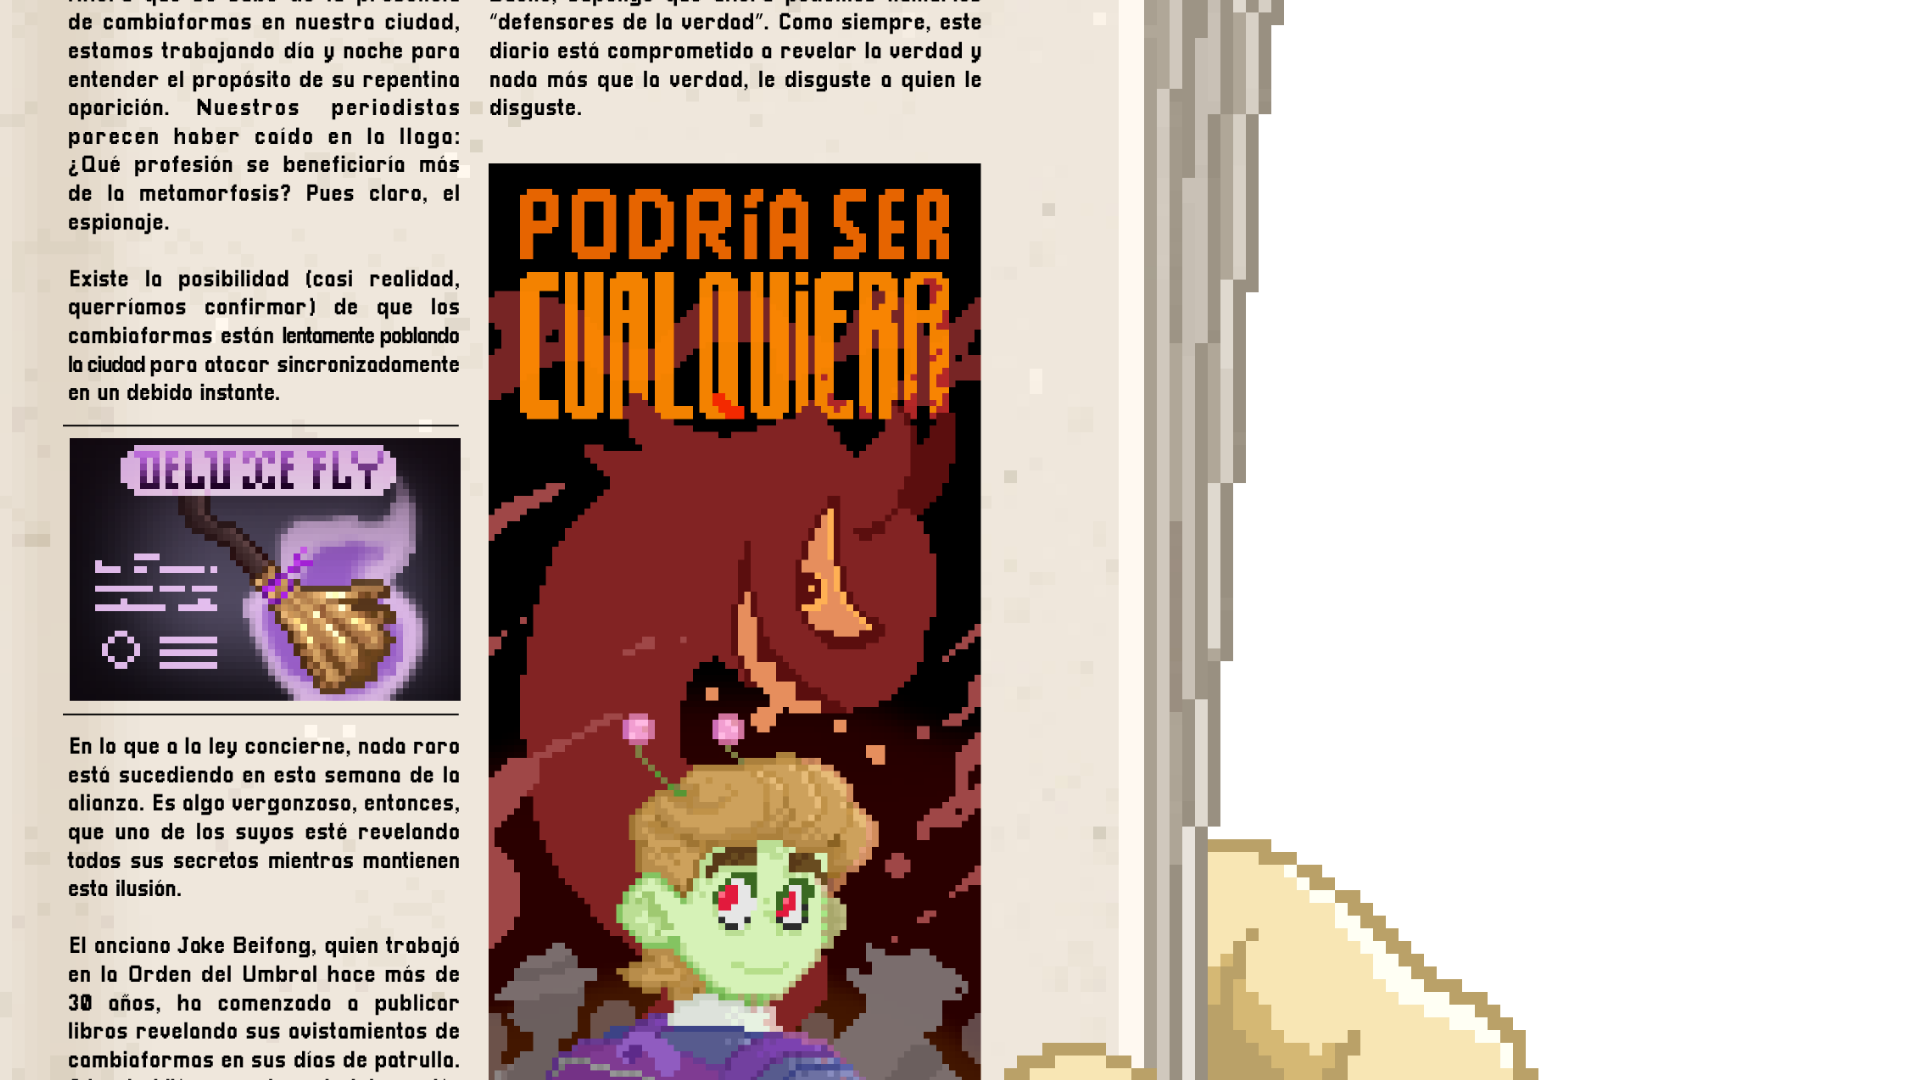 de cambiaformas en nuestra ciudad,
estamos trabajando día y noche para
entender el propósito de su repentina
aparición. Nuestros periodistas
parecen haber caído en la llaga:
¿Qué profesión se beneficiaría más
de la metamorfosis? Pues claro, el
espionaje.
Existe la posibilidad (casi realidad,
querríamos confirmar) de que los
cambiaformas están lentamente poblando
la ciudad para atacar sincronizadamente
en un debido instante.
DELUXE FLY
En lo que a la ley concierne, nada raro
está sucediendo en esta semana de la
alianza. Es algo vergonzoso, entonces,
que uno de los suyos esté revelando
todos sus secretos mientras mantienen
esta ilusión.
El anciano Jake Beifong, quien trabajó
en la Orden del Umbral hace más de
30 años, ha comenzado a publicar
libros revelando sus avistamientos de
cambiaformas en sus días de patrulla.
"defensores de la verdad". Como siempre, este
diario está comprometido a revelar la verdad y
nada más que la verdad, le disguste a quien le
disguste.
PODRíA SER
CUALQUiERA